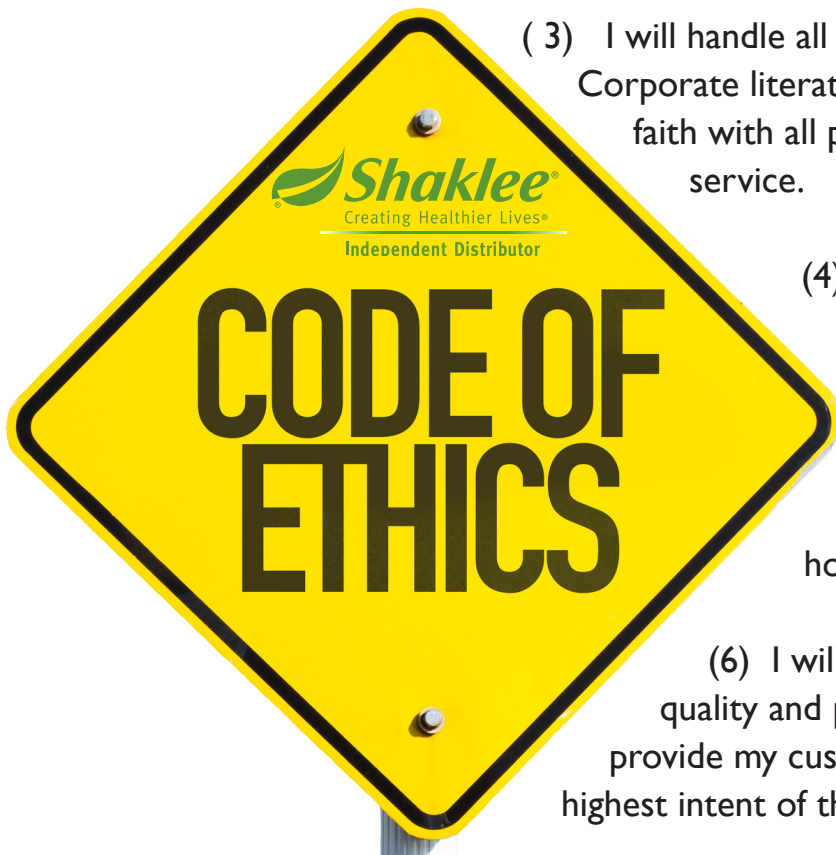 ( 3) I will handle all
Corporate literat
faith with all p
service.
Shaklee®
®
Creating Healthier Lives®
Independent Distributor
(4)
CODE OF
ETHICS
ho
(6) I wil
quality and p
provide my cus
highest intent of th